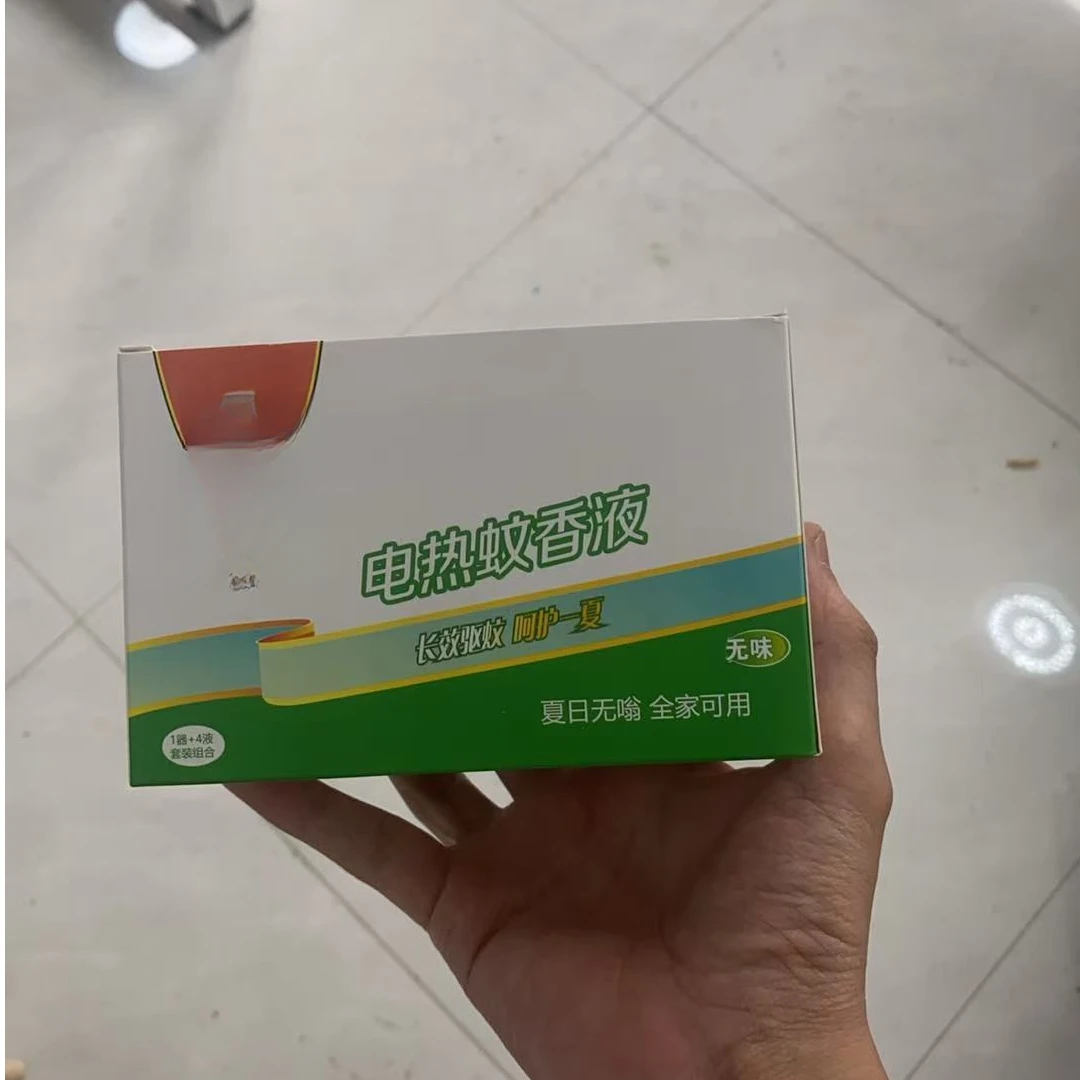 电热蚊香液
长效驱蚊 呵护一夏
无味
夏日无嗡 全家可用
1器+4液
套装组合